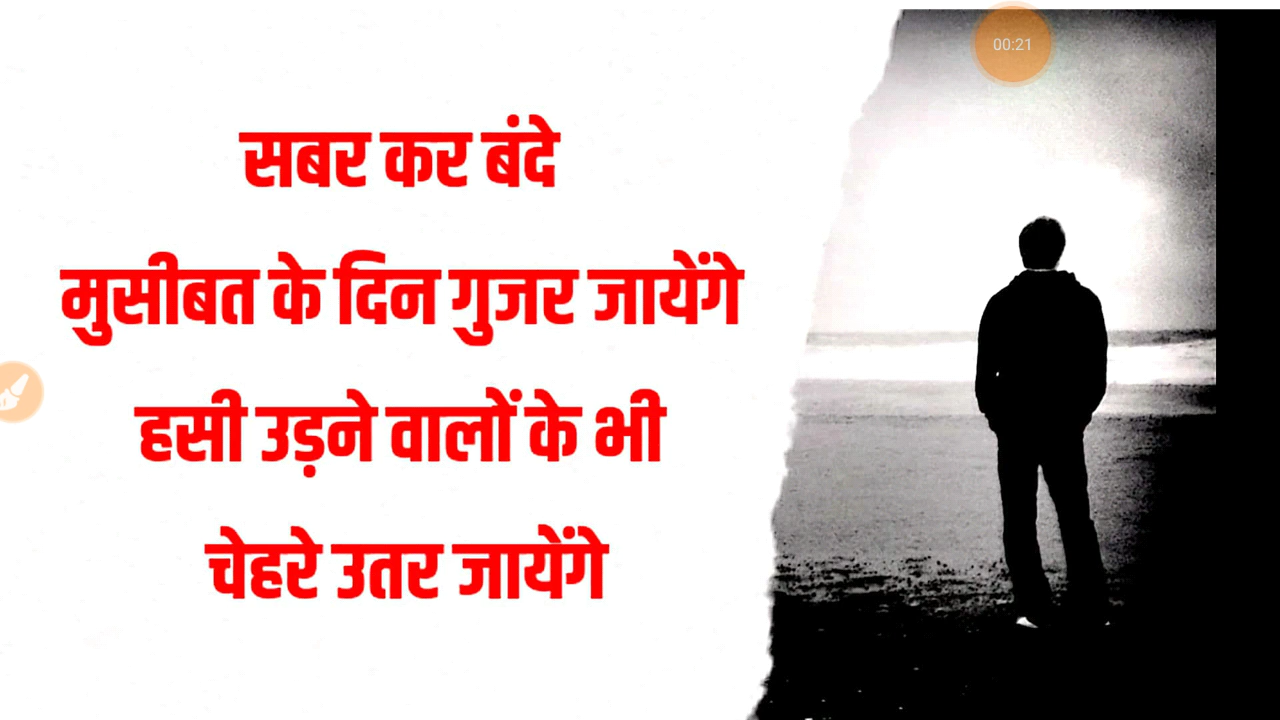 00:21
सबर कर बंदे
मुसीबत के दिन गुजर जायेंगे
हसी उड़ने वालों के भी
चेहरे उतर जायेंगे